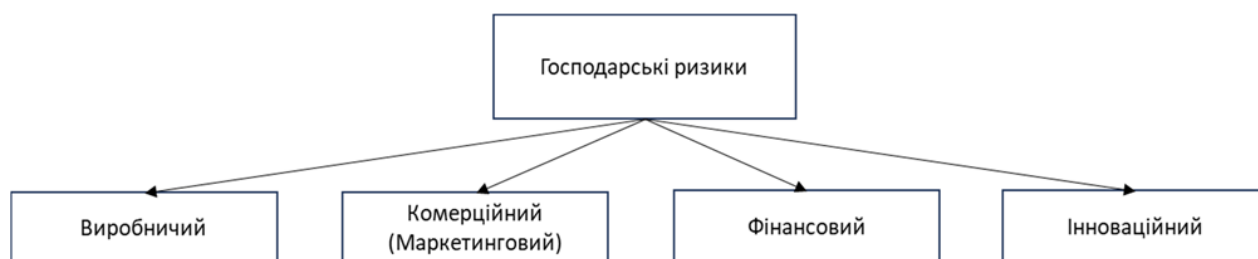 Господарські ризики
Виробничий
Комерційний
(Маркетинговий)
Фінансовий
Інноваційний